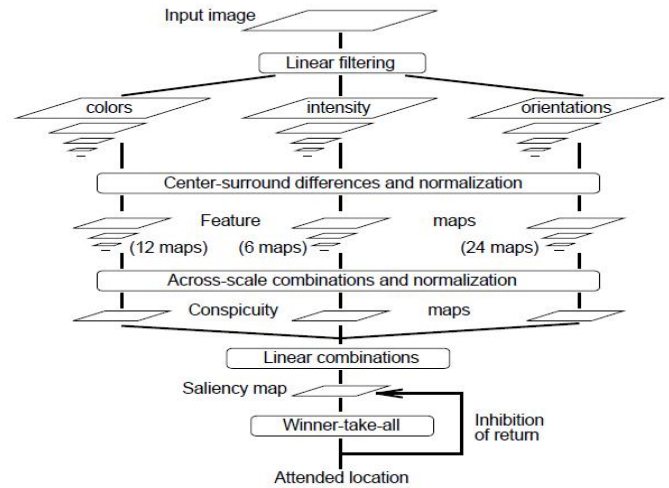 Input image
Linear filtering
colors intensity orientations
Center-surround differences and normalization
Feature maps
(12 maps) (6 maps) (24 maps)
Across-scale combinations and normalization
Conspicuity maps
Linear combinations
Saliency map
Winner-take-all
Inhibition
of return
Attended location